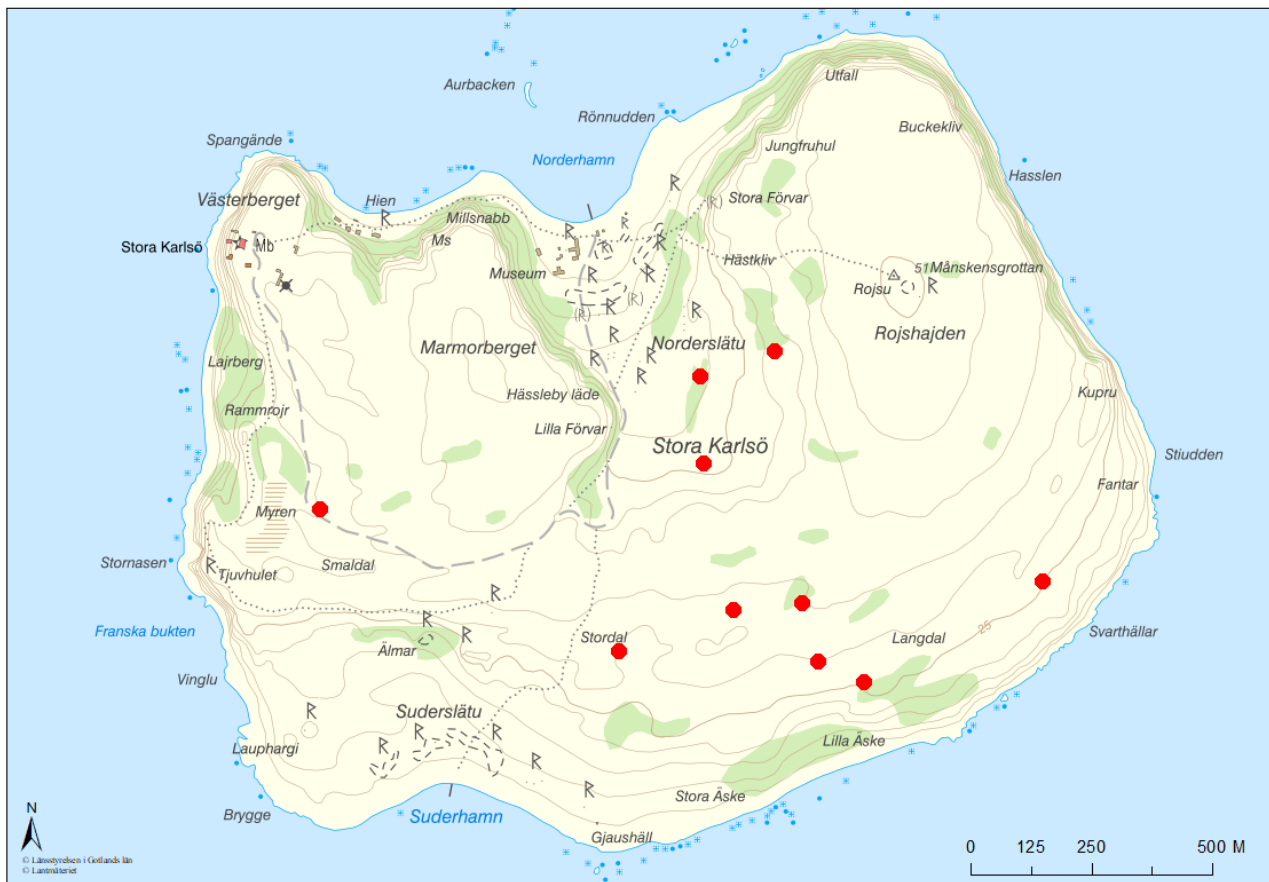 Utfall
Aurbacken
Rönnudden
Buckekliv
Spangände
Jungfruhul
Norderhamn
Hasslen
Västerberget
Hien
Stora Förvar
(R)
Millsnabb
Stora Karlsö
Mb
Ms
R
Museum
Hästkliv
51
Månskensgrottan
Rojsu
(R)
(R)
Rojshajden
Norderslätu
Marmorberget
Lajrberg
Hässleby läde
Kupru
Rammrojr
Lilla Förvar
Stora Karlsö
Stiudden
Fantar
Myren
Stornasen
Smaldal
Tjuvhulet
Franska bukten
Stordal
Langdal
25
Svarthällar
Älmar
Vinglu
Suderslätu
Lilla Äske
Lauphargi
Stora Äske
Brygge
Suderhamn
Gjaushäll
N
0 125 250 500 M
© Länsstyrelsen i Gotlands län
© Lantmäteriet